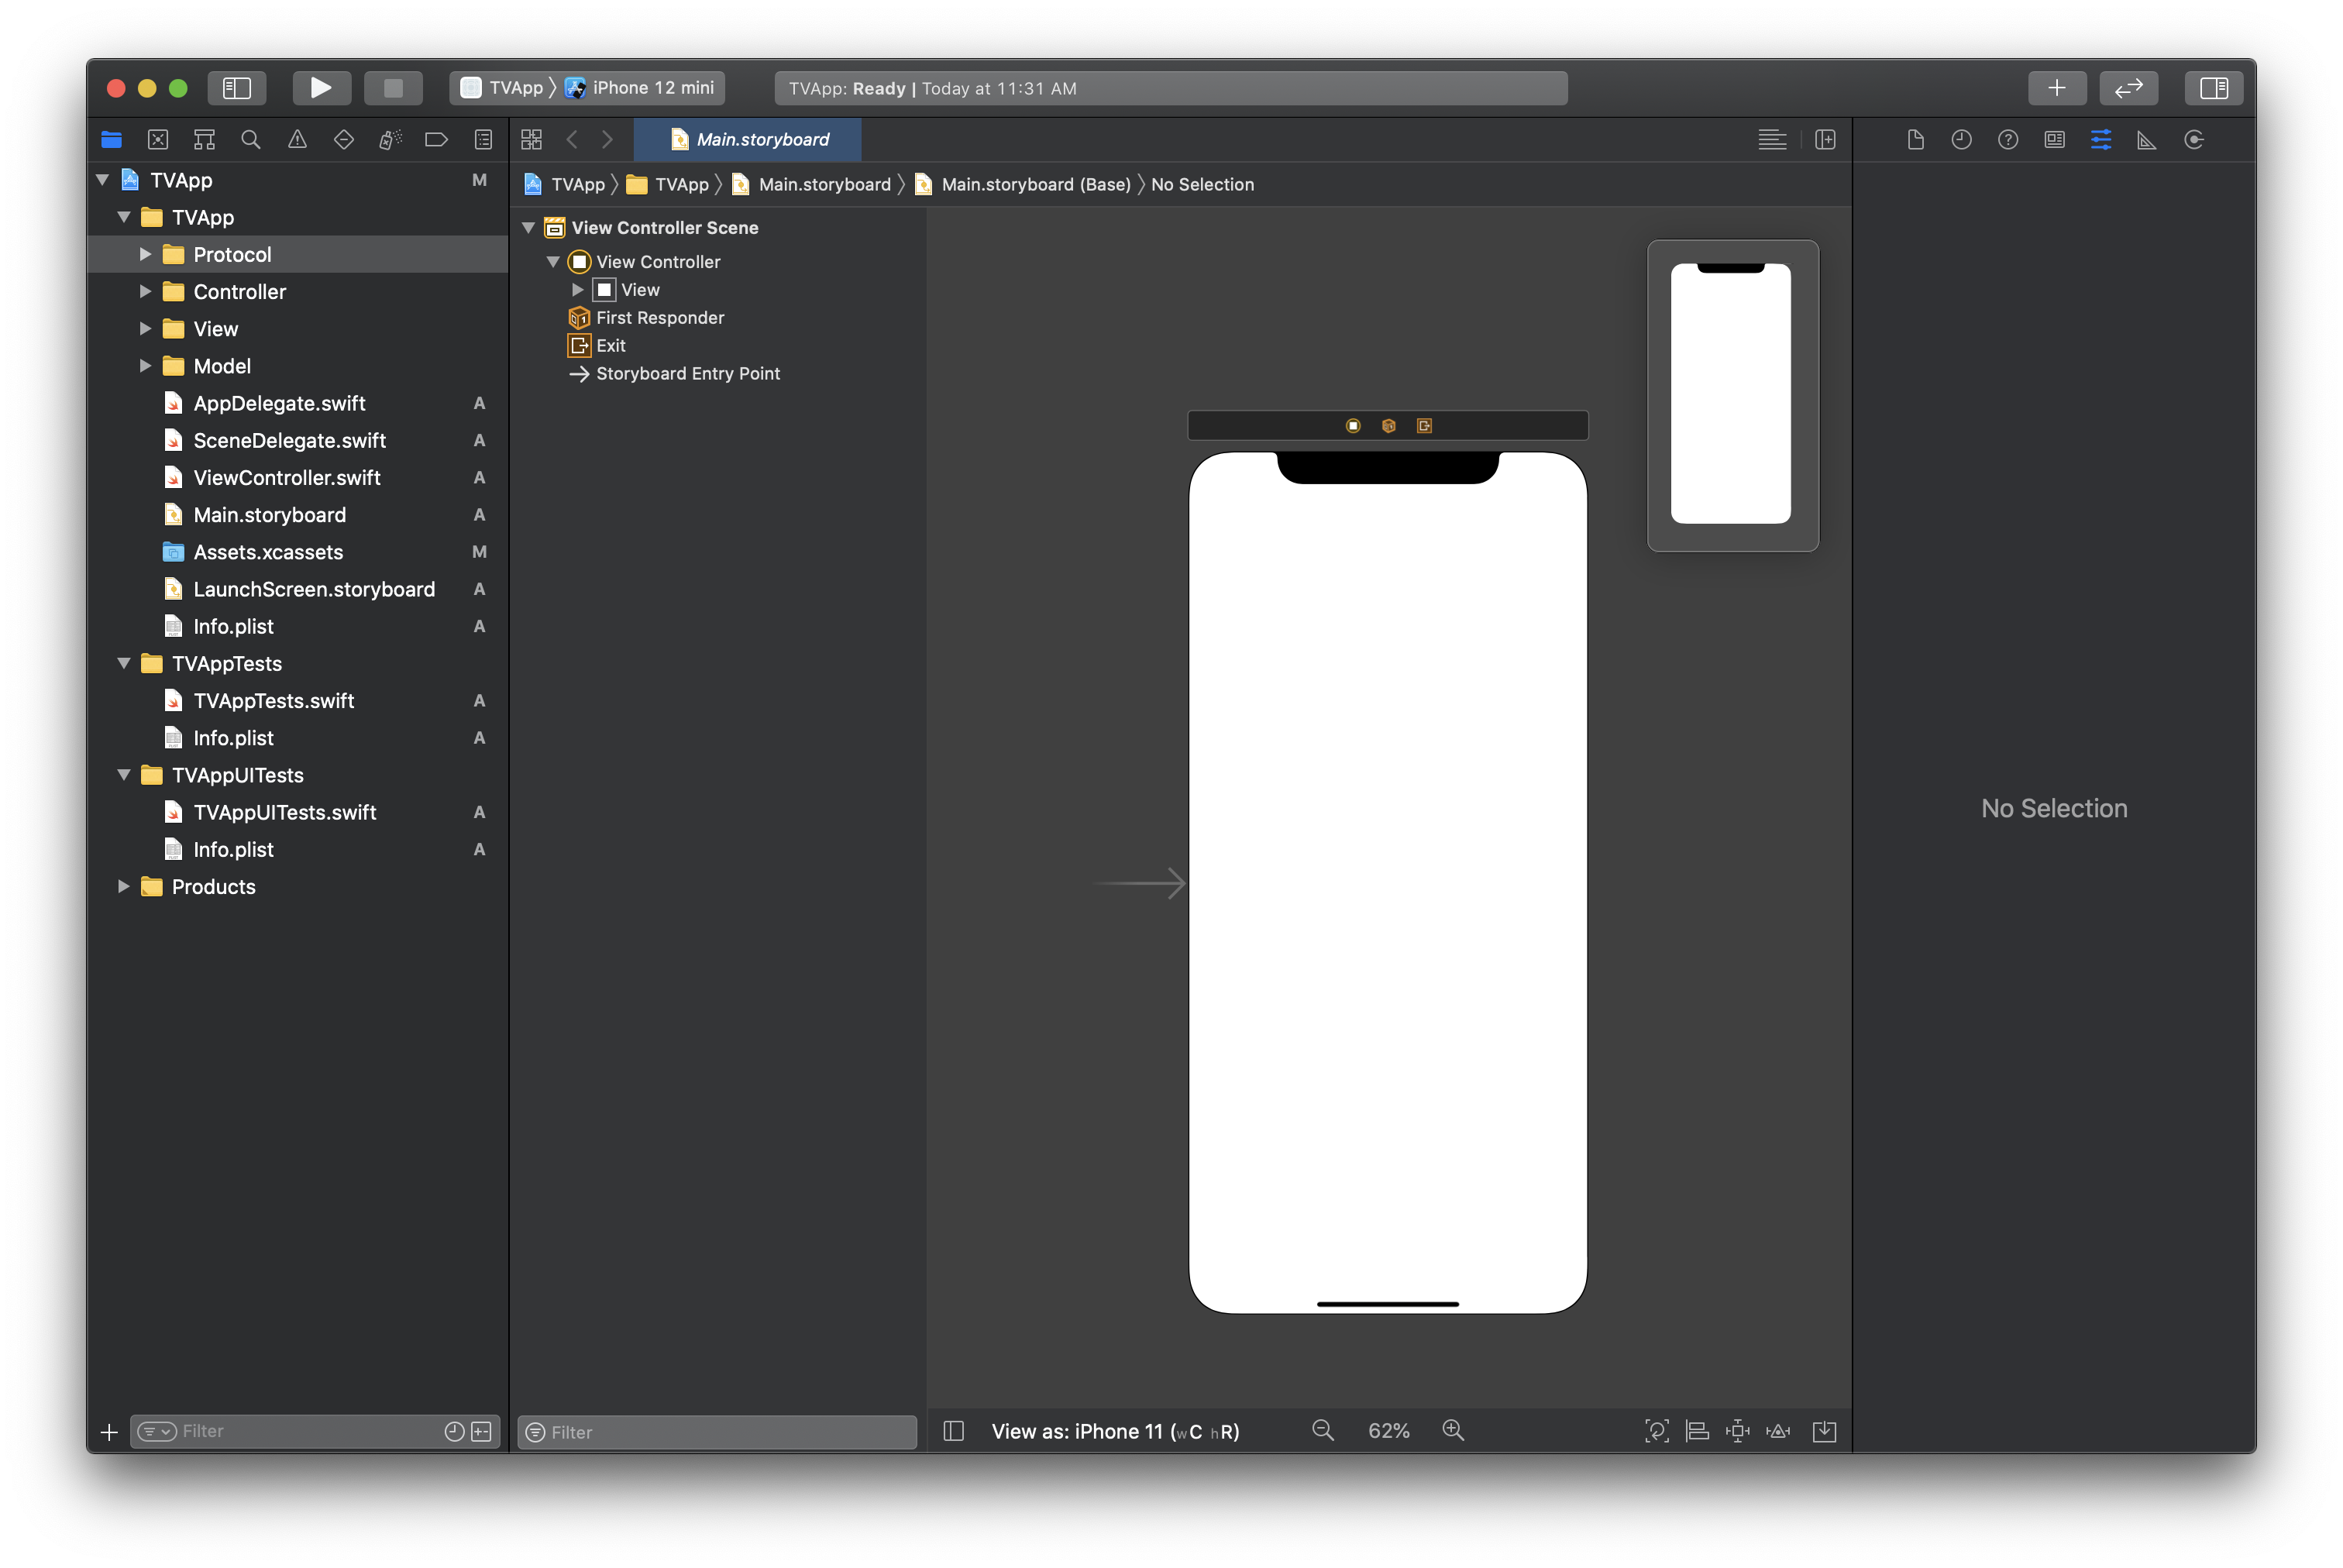 TVApp 〉 iPhone 12 mini
TVApp: Ready | Today at 11:31 AM
Main.storyboard
TVApp 〉 TVApp 〉 Main.storyboard 〉 Main.storyboard (Base) 〉 No Selection
TVApp M
TVApp
Protocol
Controller
View
Model
AppDelegate.swift A
SceneDelegate.swift A
ViewController.swift A
Main.storyboard A
Assets.xcassets M
LaunchScreen.storyboard A
Info.plist A
TVAppTests
TVAppTests.swift A
Info.plist A
TVAppUITests
TVAppUITests.swift A
Info.plist A
Products
Filter
View Controller Scene
View Controller
View
First Responder
Exit
Storyboard Entry Point
Filter
View as: iPhone 11 (wC hR)
62%
No Selection